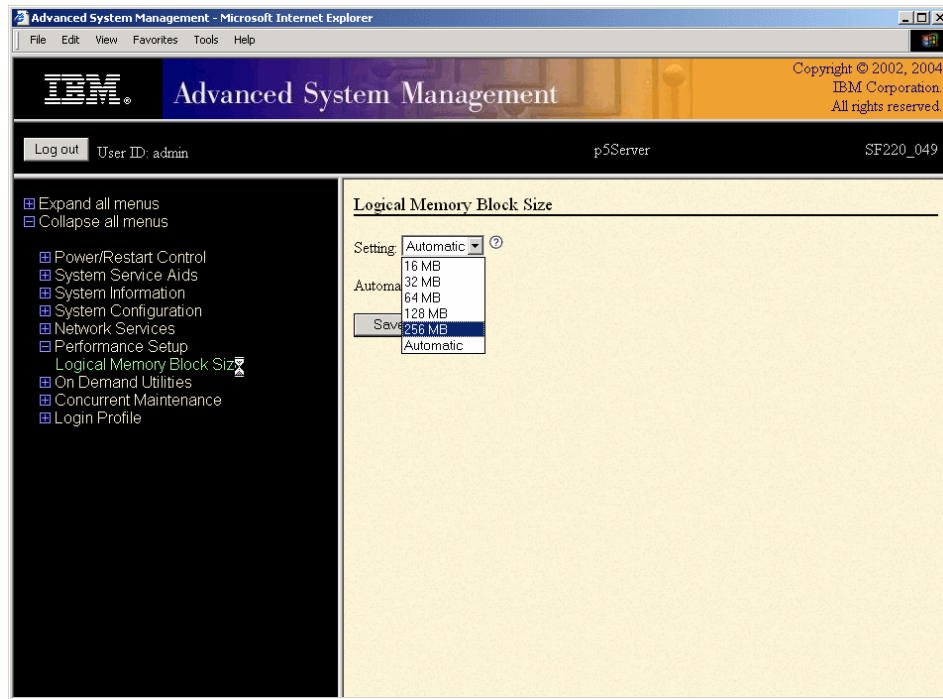 Advanced System Management - Microsoft Internet Explorer
File Edit View Favorites Tools Help
IBM®
Advanced System Management
Copyright © 2002, 2004
IBM Corporation.
All rights reserved.
Log out User ID: admin p5Server SF220_049
Expand all menus
Collapse all menus
Power/Restart Control
System Service Aids
System Information
System Configuration
Network Services
Performance Setup
Logical Memory Block Size
On Demand Utilities
Concurrent Maintenance
Login Profile
Logical Memory Block Size
Setting: Automatic ?
16 MB
Automa 32 MB
64 MB
128 MB
Save 256 MB
Automatic